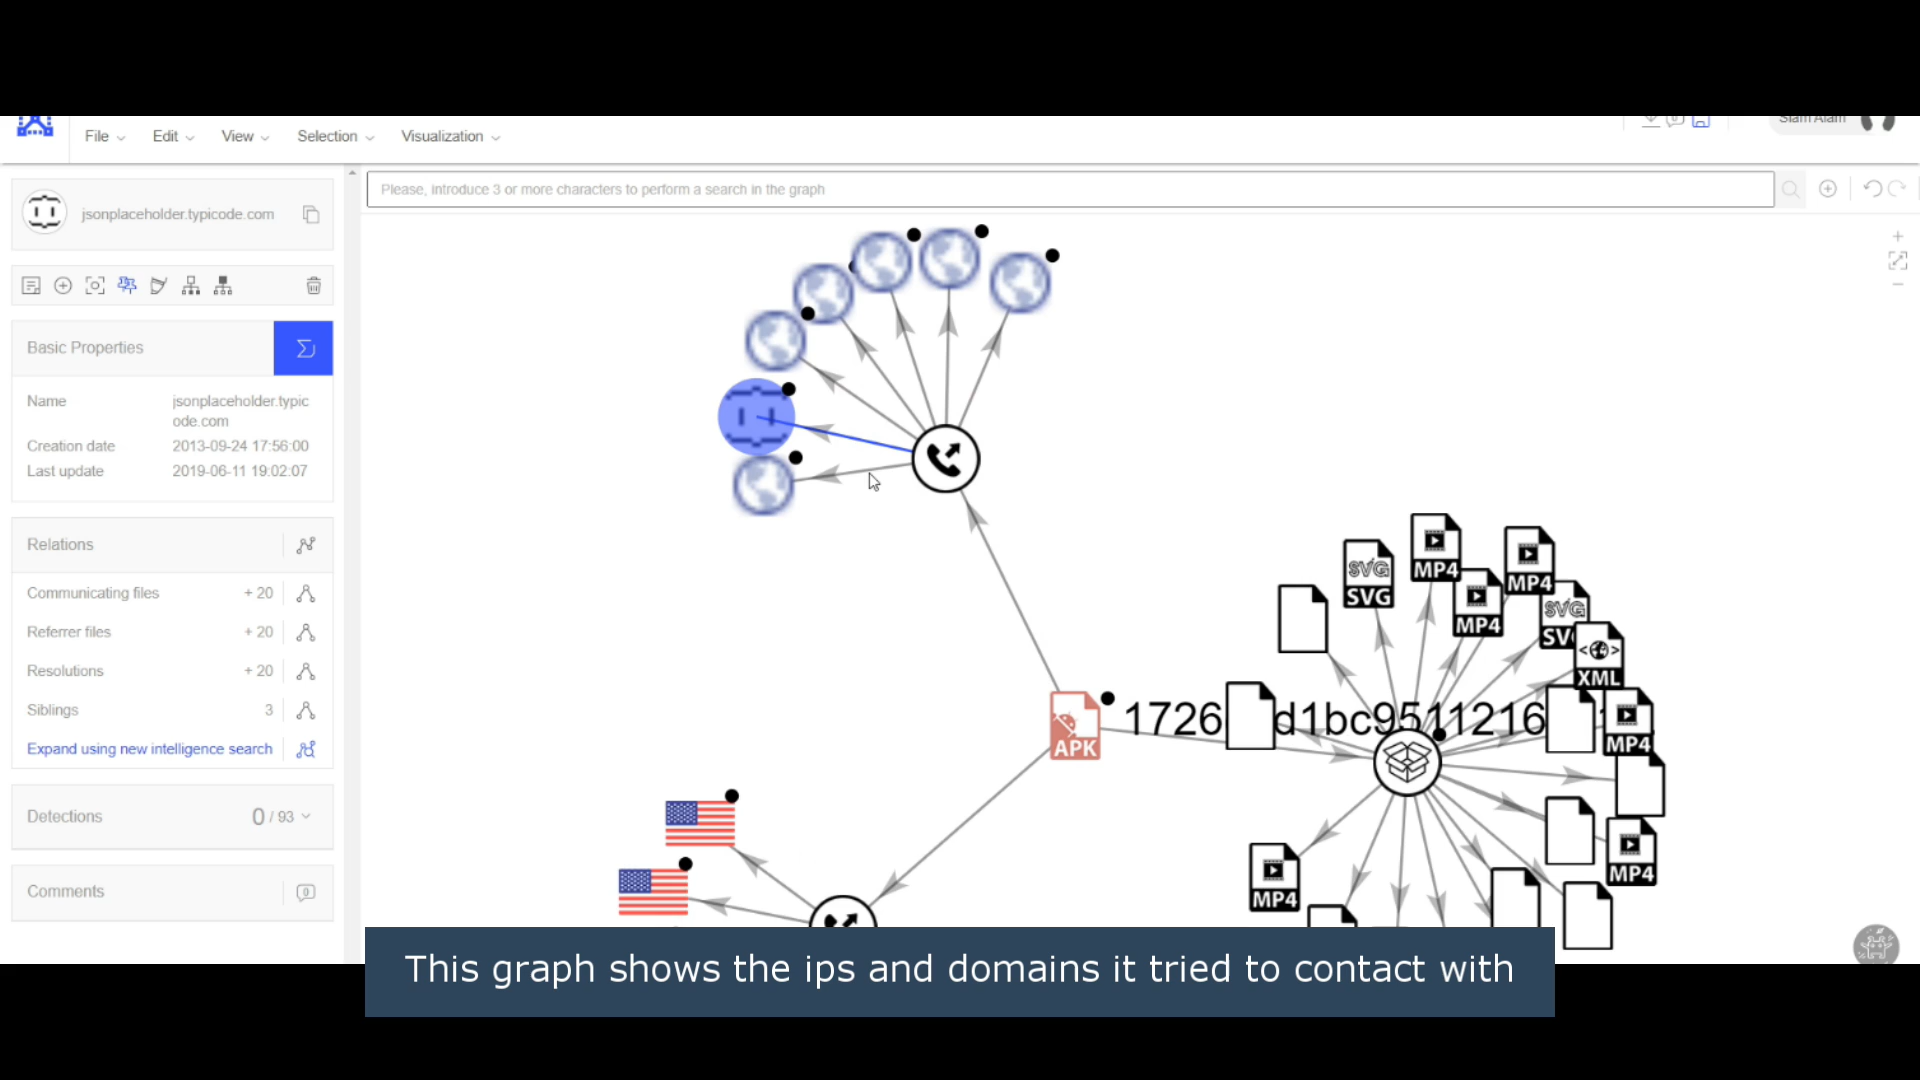 File
Edit
View
Selection
Visualization
Siam Alam
jsonplaceholder.typicode.com
Please, introduce 3 or more characters to perform a search in the graph
Basic Properties
Name
jsonplaceholder.typic
ode.com
Creation date
2013-09-24 17:56:00
Last update
2019-06-11 19:02:07
Relations
Communicating files
+ 20
Referrer files
+ 20
Resolutions
+ 20
Siblings
3
Expand using new intelligence search
Detections
0 / 93
Comments
0
SVG
SVG
MP4
MP4
MP4
SVG
XML
APK
1726
d1bc9511216
MP4
MP4
MP4
This graph shows the ips and domains it tried to contact with